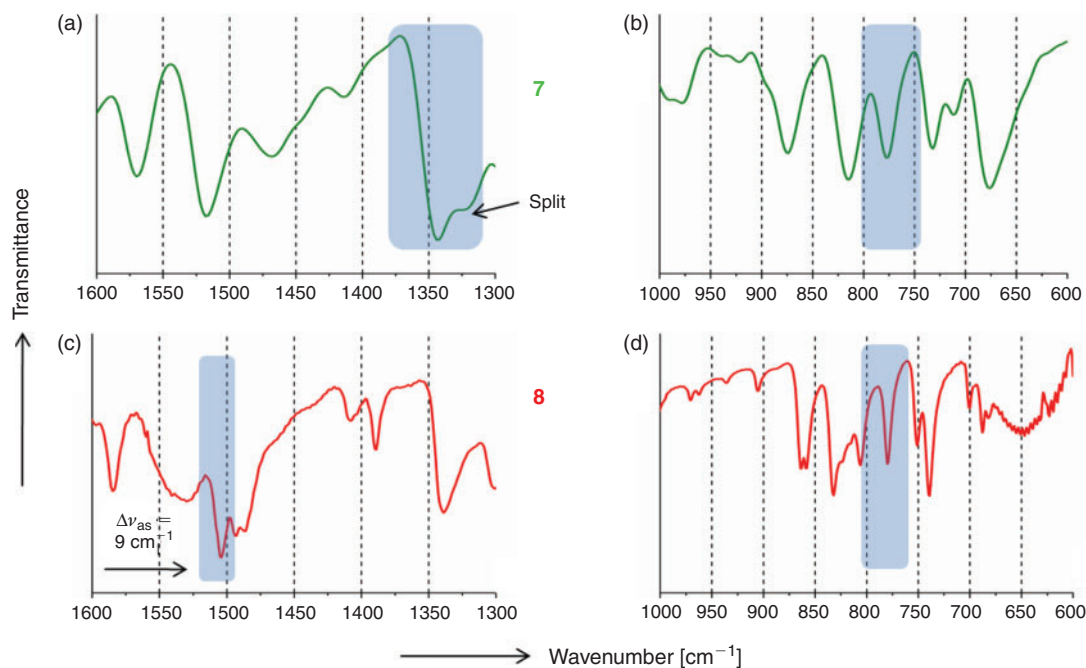 (a)
7
Split
1600 1550 1500 1450 1400 1350 1300
(b)
1000 950 900 850 800 750 700 650 600
Transmittance
(c)
8
Δν_as =
9 cm⁻¹
1600 1550 1500 1450 1400 1350 1300
(d)
1000 950 900 850 800 750 700 650 600
Wavenumber [cm⁻¹]